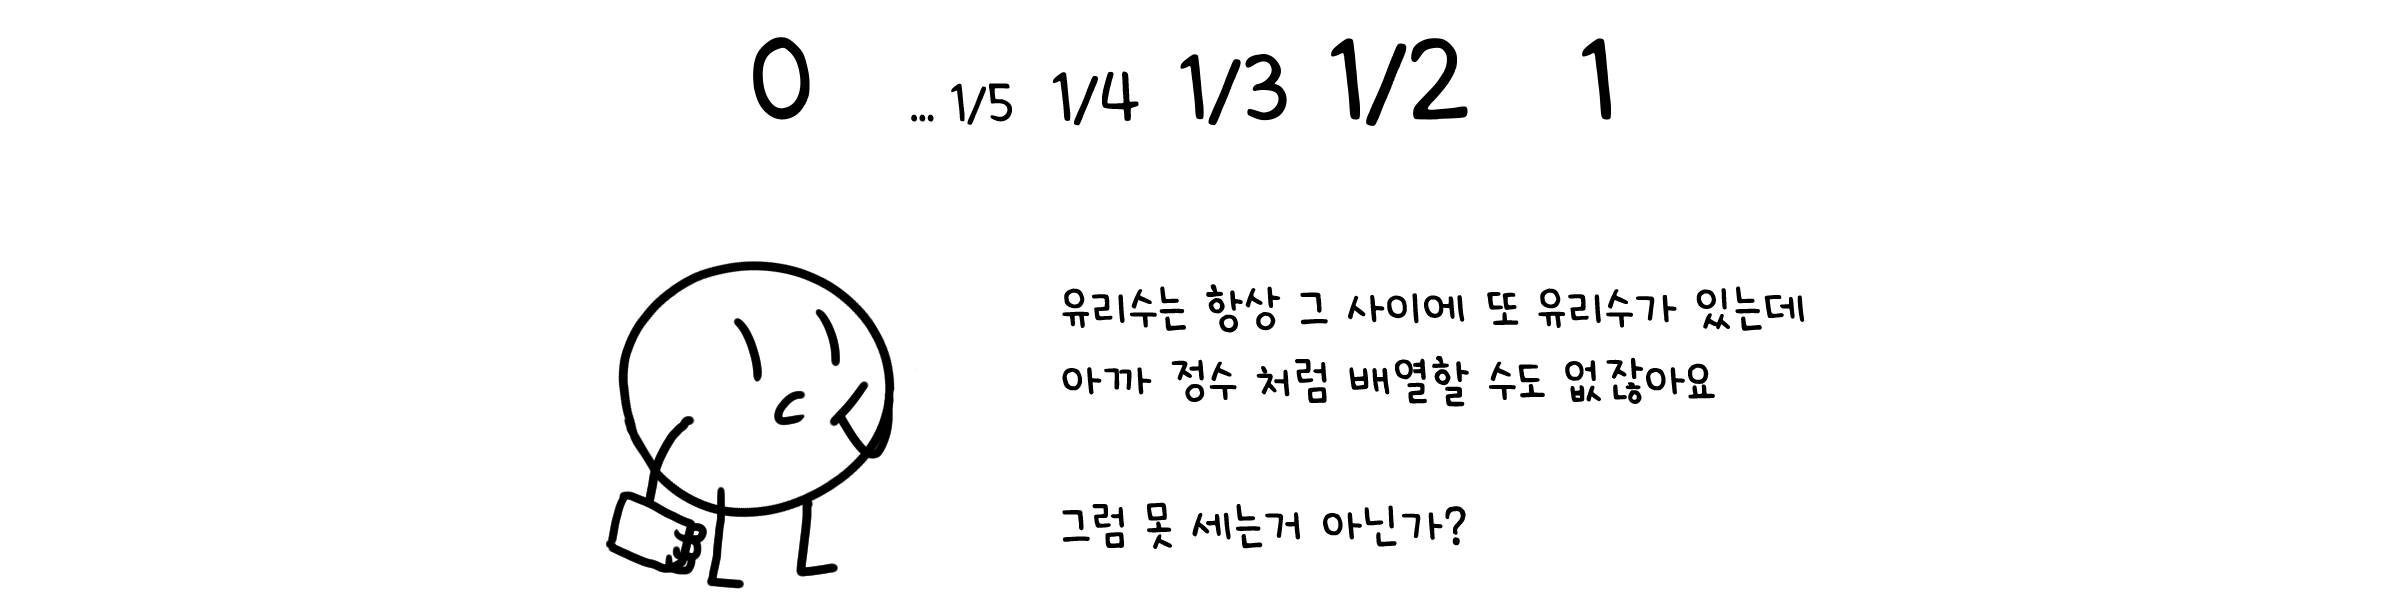 0 ... 1/5 1/4 1/3 1/2 1
유리수는 항상 그 사이에 또 유리수가 있는데
아까 정수 처럼 배열할 수도 없잖아요
그럼 못 세는거 아닌가?